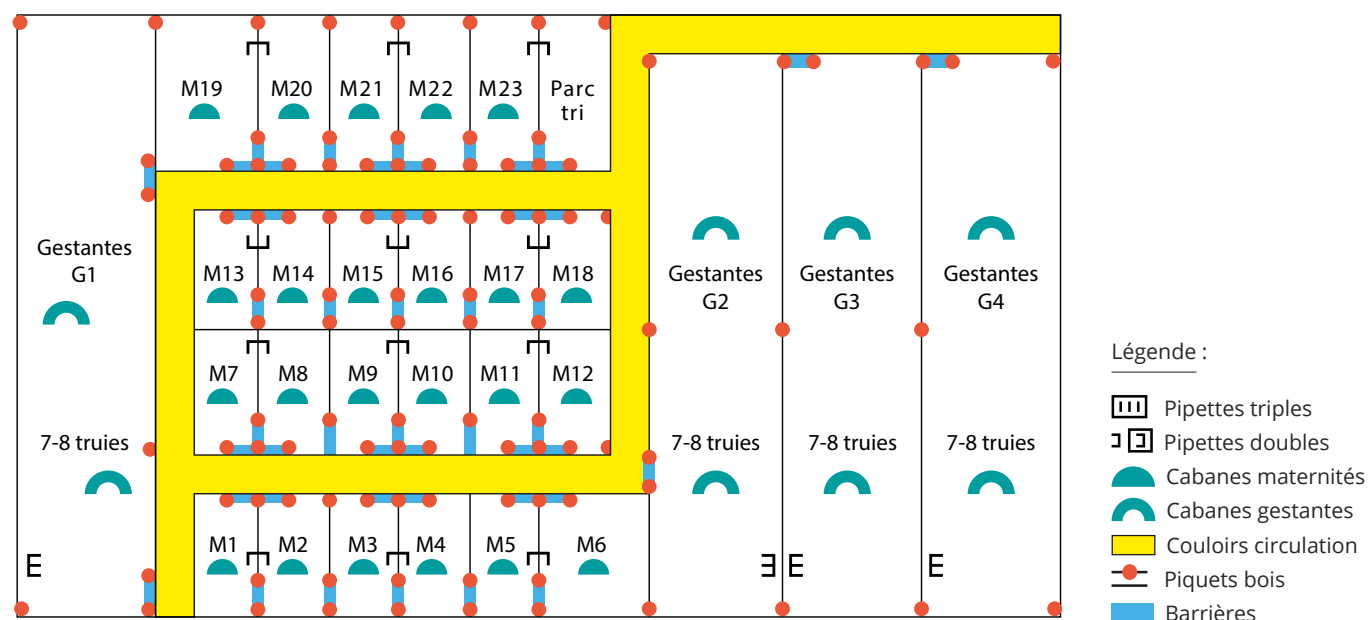 M19
M20
M21
M22
M23
Parc
tri
Gestantes
G1
M13
M14
M15
M16
M17
M18
Gestantes
G2
Gestantes
G3
Gestantes
G4
M7
M8
M9
M10
M11
M12
7-8 truies
7-8 truies
7-8 truies
7-8 truies
M1
M2
M3
M4
M5
M6
Légende :
Pipettes triples
Pipettes doubles
Cabanes maternités
Cabanes gestantes
Couloirs circulation
Piquets bois
Barrières